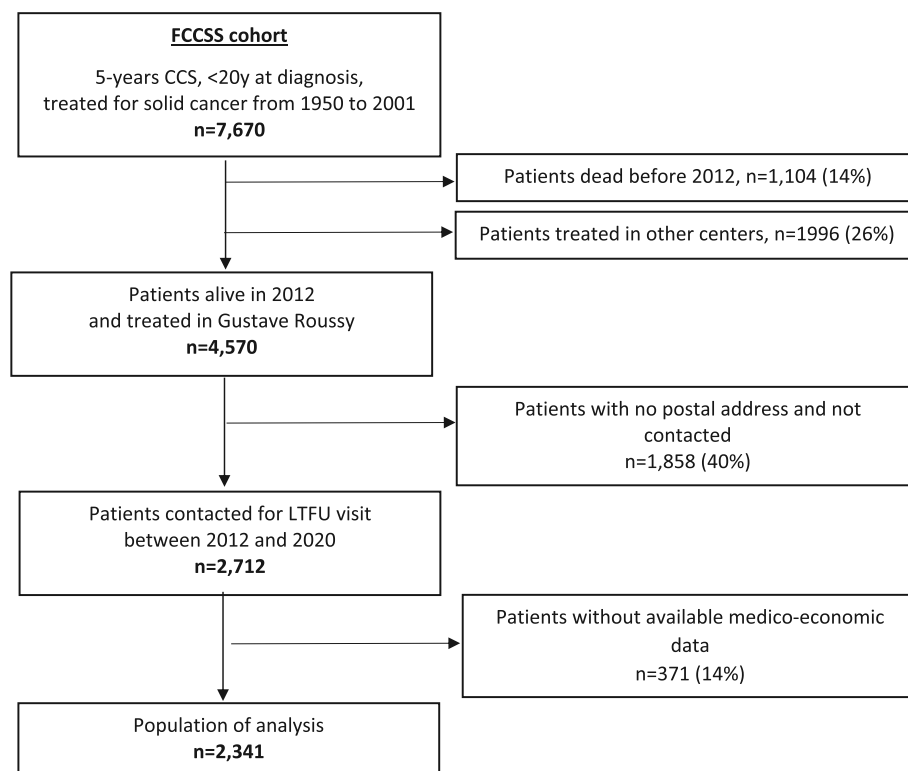 FCCSS cohort
5-years CCS, <20y at diagnosis,
treated for solid cancer from 1950 to 2001
n=7,670
Patients dead before 2012, n=1,104 (14%)
Patients treated in other centers, n=1996 (26%)
Patients alive in 2012
and treated in Gustave Roussy
n=4,570
Patients with no postal address and not
contacted
n=1,858 (40%)
Patients contacted for LTFU visit
between 2012 and 2020
n=2,712
Patients without available medico-economic
data
n=371 (14%)
Population of analysis
n=2,341